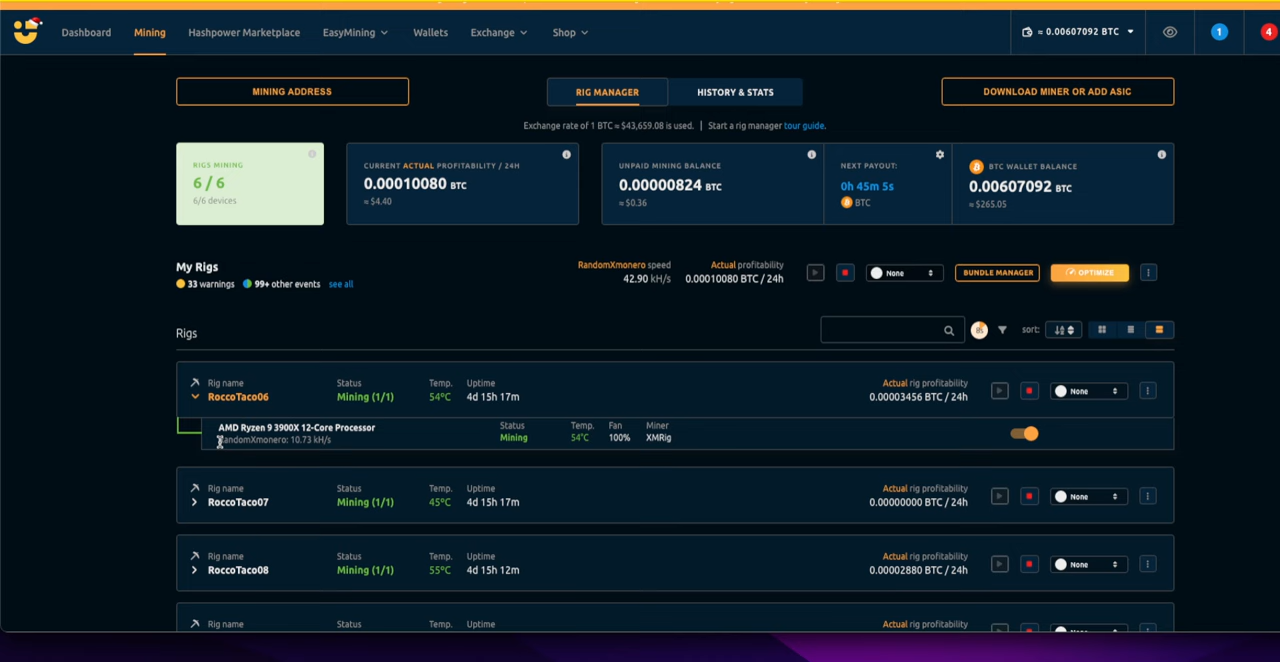 Dashboard Mining Hashpower Marketplace EasyMining Wallets Exchange Shop ≈ 0.00607092 BTC 1 4
MINING ADDRESS RIG MANAGER HISTORY & STATS DOWNLOAD MINER OR ADD ASIC
Exchange rate of 1 BTC ≈ $43,659.08 is used. | Start a rig manager tour guide.
RIGS MINING
6 / 6
6/6 devices
CURRENT ACTUAL PROFITABILITY / 24H
0.00010080 BTC
≈ $4.40
UNPAID MINING BALANCE
0.00000824 BTC
≈ $0.36
NEXT PAYOUT:
0h 45m 5s
BTC
BTC WALLET BALANCE
0.00607092 BTC
≈ $265.05
My Rigs
33 warnings 99+ other events see all
RandomXmonero speed
42.90 kH/s
Actual profitability
0.00010080 BTC / 24h
None BUNDLE MANAGER OPTIMIZE
Rigs
sort:
Rig name Status Temp. Uptime Actual rig profitability
RoccoTaco06 Mining (1/1) 54°C 4d 15h 17m 0.00003456 BTC / 24h None
AMD Ryzen 9 3900X 12-Core Processor Status Temp. Fan Miner
RandomXmonero: 10.73 kH/s Mining 54°C 100% XMRig
Rig name Status Temp. Uptime Actual rig profitability
RoccoTaco07 Mining (1/1) 45°C 4d 15h 17m 0.00000000 BTC / 24h None
Rig name Status Temp. Uptime Actual rig profitability
RoccoTaco08 Mining (1/1) 55°C 4d 15h 12m 0.00002880 BTC / 24h None
Rig name Status Temp. Uptime Actual rig profitability